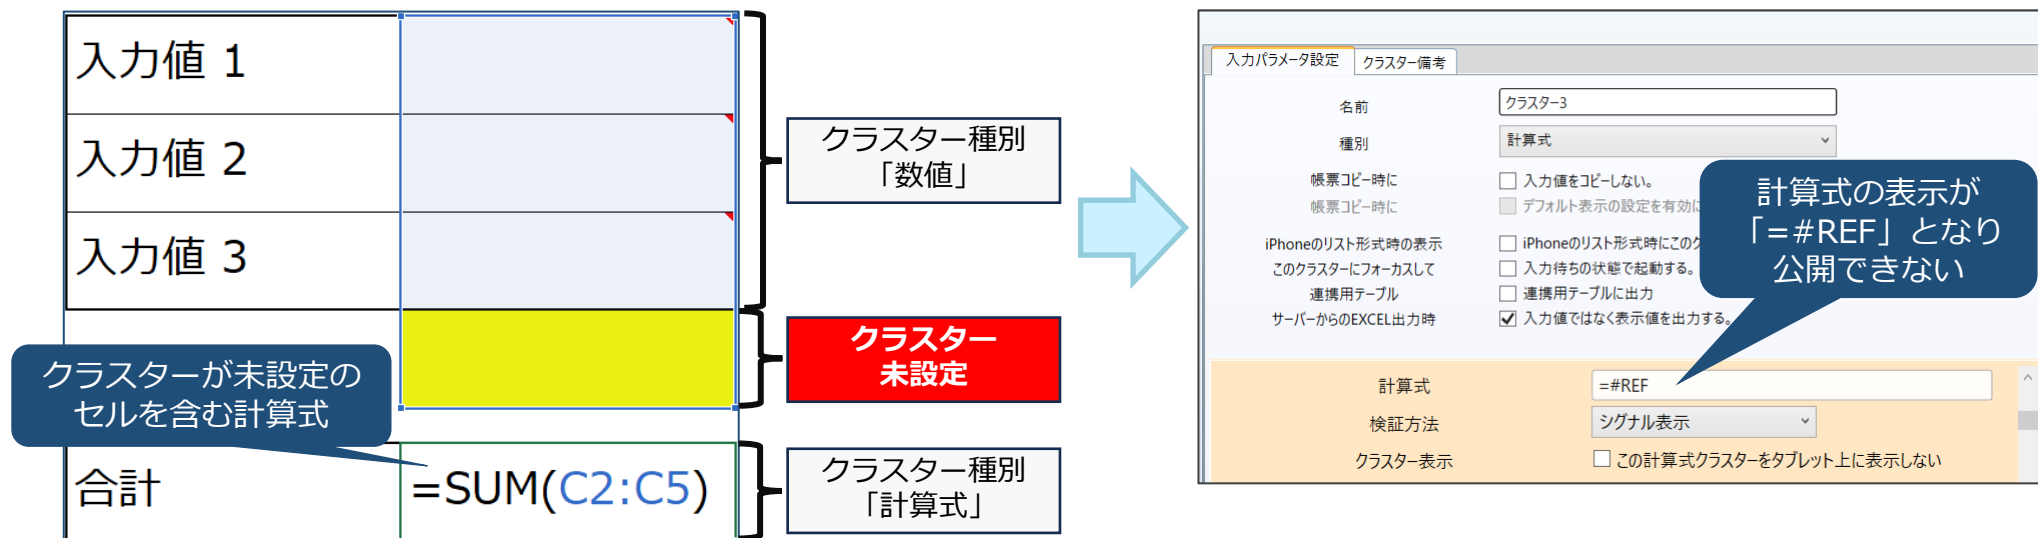 入力値 1
入力値 2
入力値 3
クラスターが未設定の
セルを含む計算式
合計
=SUM(C2:C5)
クラスター種別
「数値」
クラスター
未設定
クラスター種別
「計算式」
入力パラメータ設定
クラスター備考
名前
クラスター3
種別
計算式
帳票コピー時に
入力値をコピーしない。
帳票コピー時に
デフォルト表示の設定を有効に
iPhoneのリスト形式時の表示
iPhoneのリスト形式時にこのク
このクラスターにフォーカスして
入力待ちの状態で起動する。
連携用テーブル
連携用テーブルに出力
サーバーからのEXCEL出力時
入力値ではなく表示値を出力する。
計算式の表示が
「=#REF」となり
公開できない
計算式
=#REF
検証方法
シグナル表示
クラスター表示
この計算式クラスターをタブレット上に表示しない